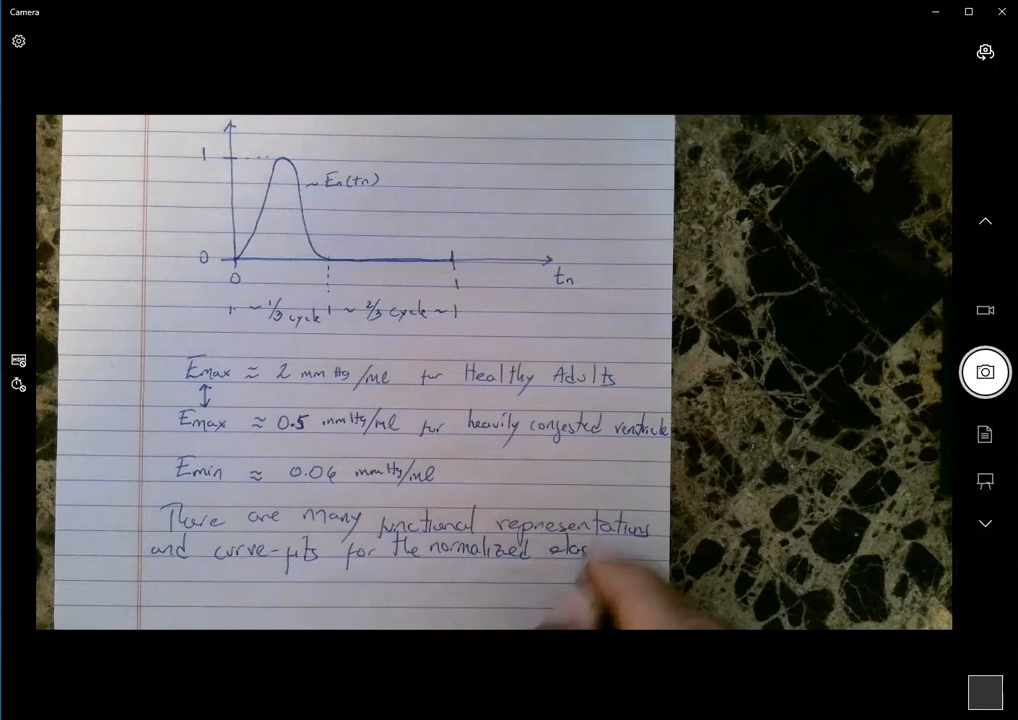 Camera
1
~ En(tn)
0
0
1
tn
~ 1/3 cycle ~ 2/3 cycle ~
Emax ≈ 2 mmHg/ml for Healthy Adults
↕
Emax ≈ 0.5 mmHg/ml for heavily congested ventricle
Emin ≈ 0.06 mmHg/ml
There are many functional representations
and curve-fits for the normalized elas